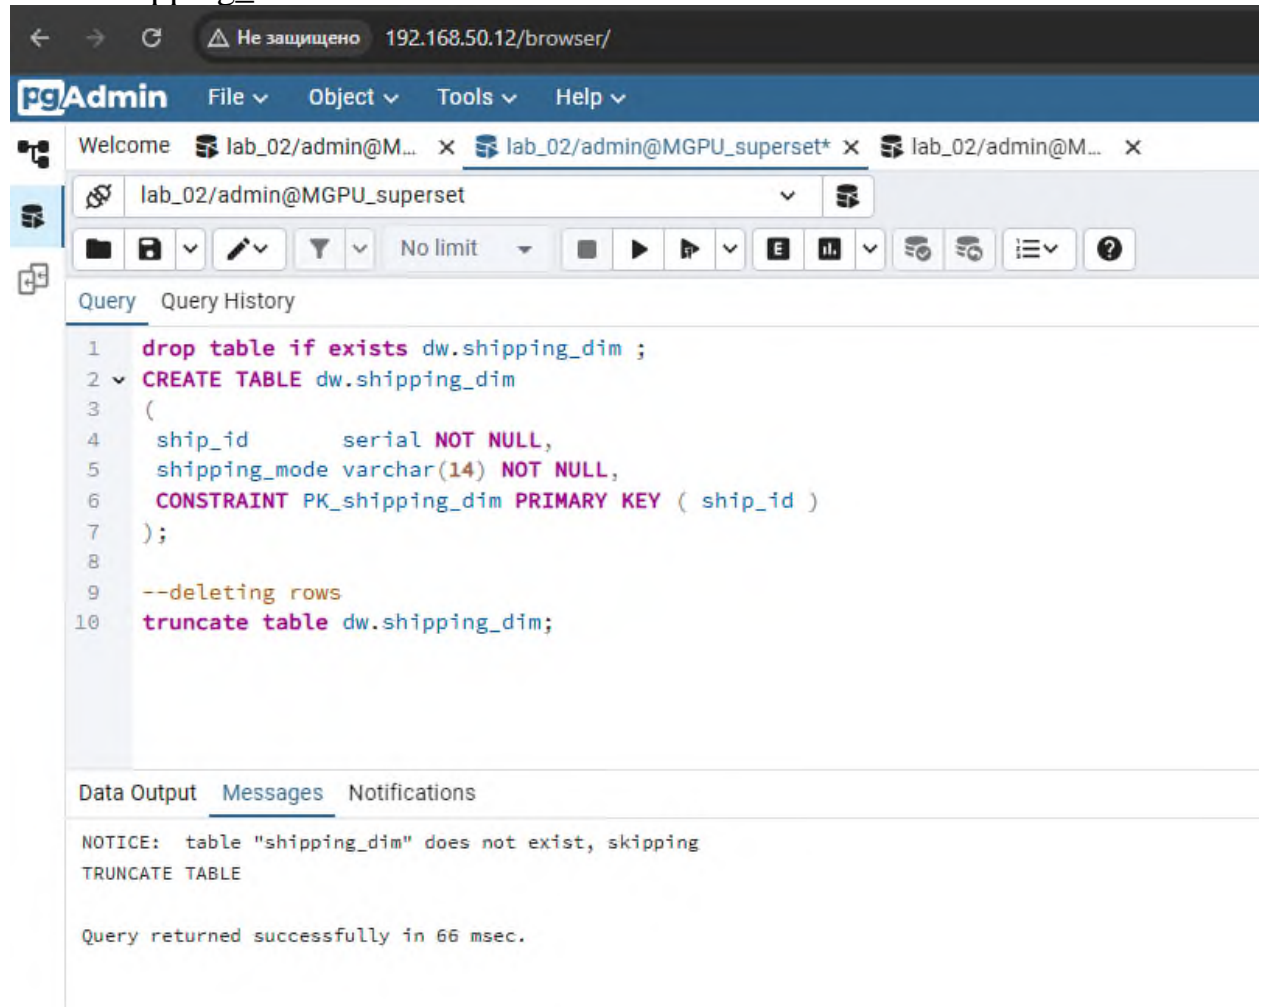 ← → Не защищено 192.168.50.12/browser/
pgAdmin File Object Tools Help
Welcome lab_02/admin@M... × lab_02/admin@MGPU_superset* × lab_02/admin@M... ×
lab_02/admin@MGPU_superset
No limit E
Query Query History
1 drop table if exists dw.shipping_dim ;
2 CREATE TABLE dw.shipping_dim
3 (
4 ship_id serial NOT NULL,
5 shipping_mode varchar(14) NOT NULL,
6 CONSTRAINT PK_shipping_dim PRIMARY KEY ( ship_id )
7 );
8
9 --deleting rows
10 truncate table dw.shipping_dim;
Data Output Messages Notifications
NOTICE: table "shipping_dim" does not exist, skipping
TRUNCATE TABLE
Query returned successfully in 66 msec.